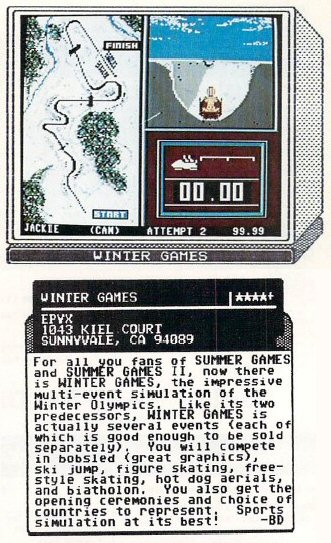 FINISH
START
00.00
JACKIE (CAN) ATTEMPT 2 99.99
WINTER GAMES
WINTER GAMES ★★★★+
EPYX
1043 KIEL COURT
SUNNYVALE, CA 94089
For all you fans of SUMMER GAMES
and SUMMER GAMES II, now there
is WINTER GAMES, the impressive
multi-event simulation of the
Winter Olympics. Like its two
predecessors, WINTER GAMES is
actually several events (each of
which is good enough to be sold
separately). You will compete
in bobsled (great graphics),
ski jump, figure skating, free-
style skating, hot dog aerials,
and biatholon. You also get the
opening ceremonies and choice of
countries to represent. Sports
simulation at its best! -BD